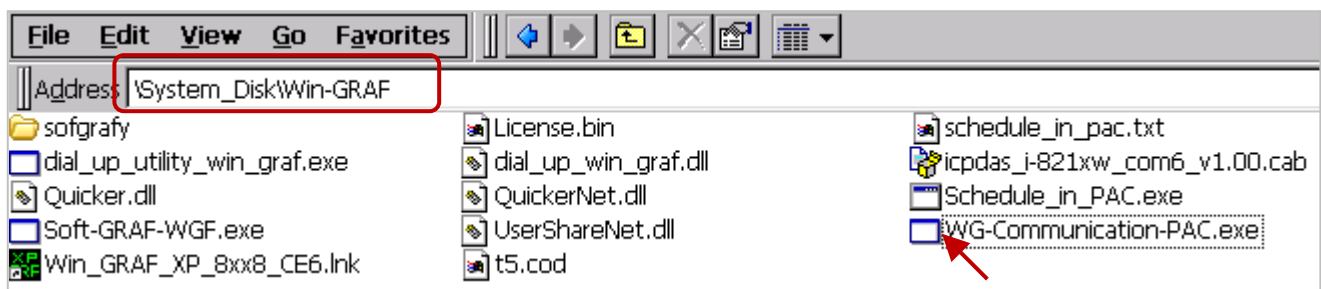 File Edit View Go Favorites
Address \System_Disk\Win-GRAF
sofgrafy License.bin schedule_in_pac.txt
dial_up_utility_win_graf.exe dial_up_win_graf.dll icpdas_i-821xw_com6_v1.00.cab
Quicker.dll QuickerNet.dll Schedule_in_PAC.exe
Soft-GRAF-WGF.exe UserShareNet.dll WG-Communication-PAC.exe
Win_GRAF_XP_8xx8_CE6.lnk t5.cod